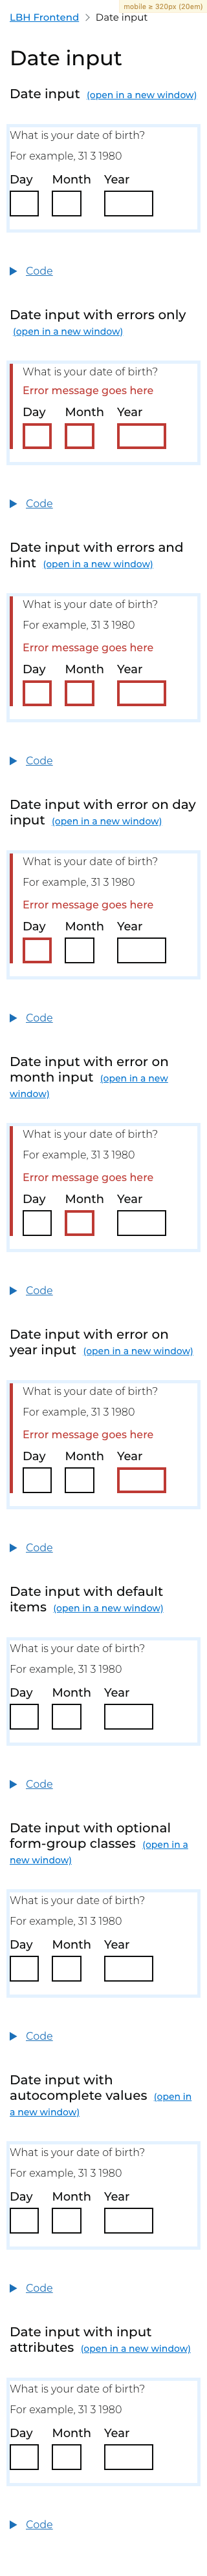 mobile ≥ 320px (20em)
LBH Frontend > Date input
Date input
Date input (open in a new window)
What is your date of birth?
For example, 31 3 1980
Day Month Year
Code
Date input with errors only
(open in a new window)
What is your date of birth?
Error message goes here
Day Month Year
Code
Date input with errors and
hint (open in a new window)
What is your date of birth?
For example, 31 3 1980
Error message goes here
Day Month Year
Code
Date input with error on day
input (open in a new window)
What is your date of birth?
For example, 31 3 1980
Error message goes here
Day Month Year
Code
Date input with error on
month input (open in a new
window)
What is your date of birth?
For example, 31 3 1980
Error message goes here
Day Month Year
Code
Date input with error on
year input (open in a new window)
What is your date of birth?
For example, 31 3 1980
Error message goes here
Day Month Year
Code
Date input with default
items (open in a new window)
What is your date of birth?
For example, 31 3 1980
Day Month Year
Code
Date input with optional
form-group classes (open in a
new window)
What is your date of birth?
For example, 31 3 1980
Day Month Year
Code
Date input with
autocomplete values (open in
a new window)
What is your date of birth?
For example, 31 3 1980
Day Month Year
Code
Date input with input
attributes (open in a new window)
What is your date of birth?
For example, 31 3 1980
Day Month Year
Code